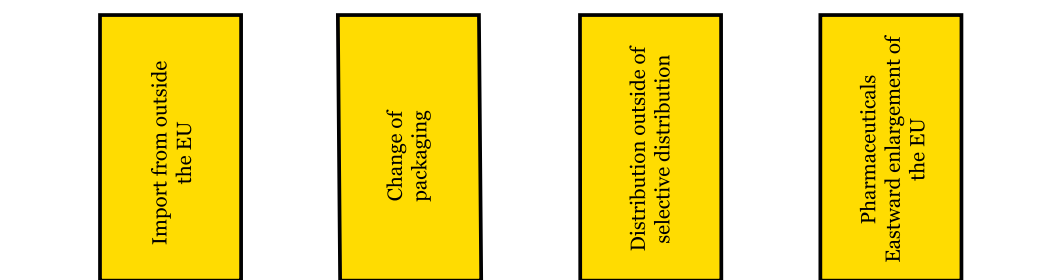 Import from outside
the EU
Change of
packaging
Distribution outside of
selective distribution
Pharmaceuticals
Eastward enlargement of
the EU